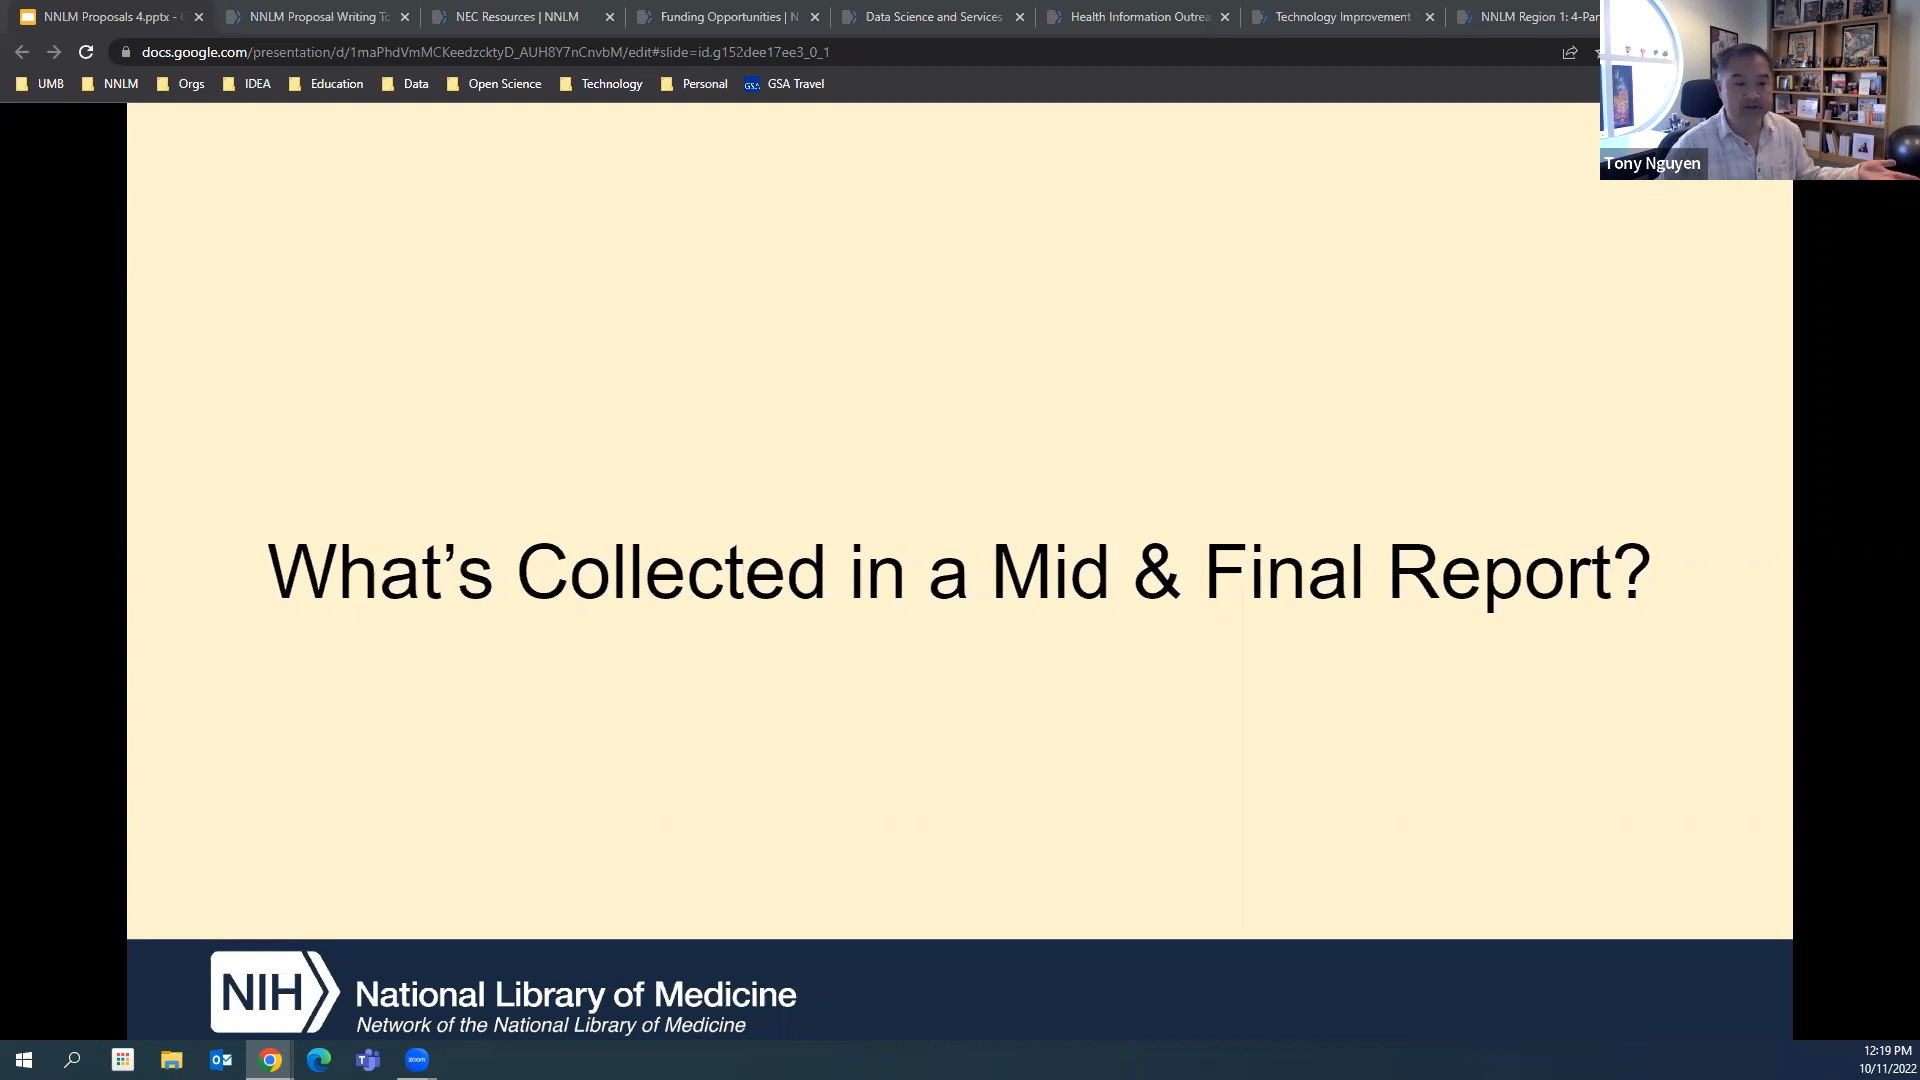 NNLM Proposals 4.pptx -
NNLM Proposal Writing To
NEC Resources | NNLM
Funding Opportunities | N
Data Science and Services
Health Information Outrea
Technology Improvement
NNLM Region 1: 4-Par
docs.google.com/presentation/d/1maPhdVmMCKeedzcktyD_AUH8Y7nCnvbM/edit#slide=id.g152dee17ee3_0_1
UMB
NNLM
Orgs
IDEA
Education
Data
Open Science
Technology
Personal
GSA
GSA Travel
Tony Nguyen
What's Collected in a Mid & Final Report?
NIH
National Library of Medicine
Network of the National Library of Medicine
zoom
12:19 PM
10/11/2022